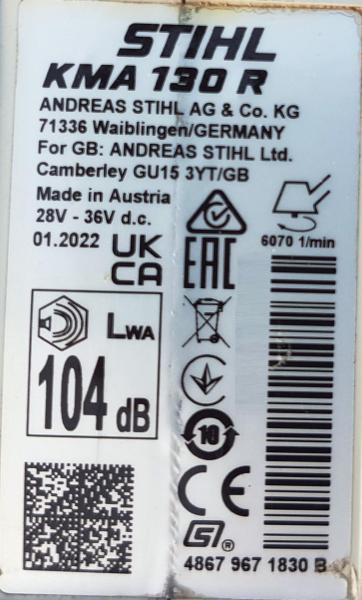 STIHL
KMA 130 R
ANDREAS STIHL AG & Co. KG
71336 Waiblingen/GERMANY
For GB: ANDREAS STIHL Ltd.
Camberley GU15 3YT/GB
Made in Austria
28V - 36V d.c.
01.2022
UK
CA
EAC
6070 1/min
LWA
104 dB
10
CE
®
4867 967 1830 B